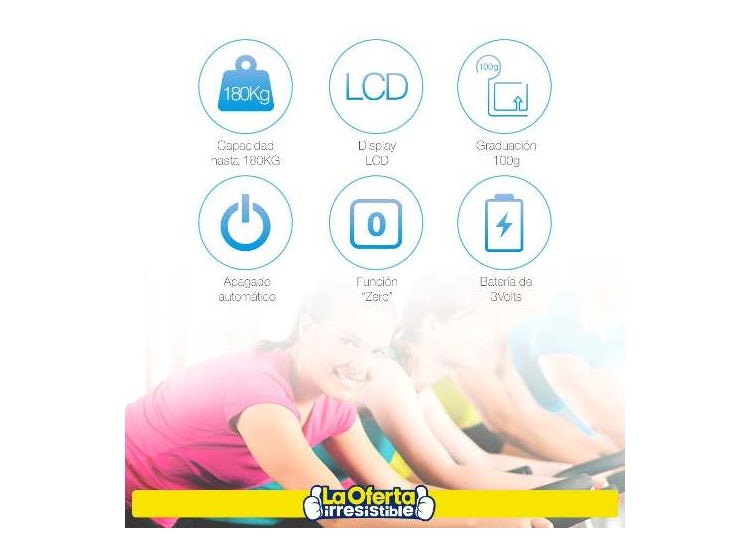 180Kg
LCD
100g
Capacidad
hasta 180KG
Display
LCD
Graduación
100g
0
Apagado
automático
Función
"Zero"
Batería de
3Volts
La Oferta
irresistible